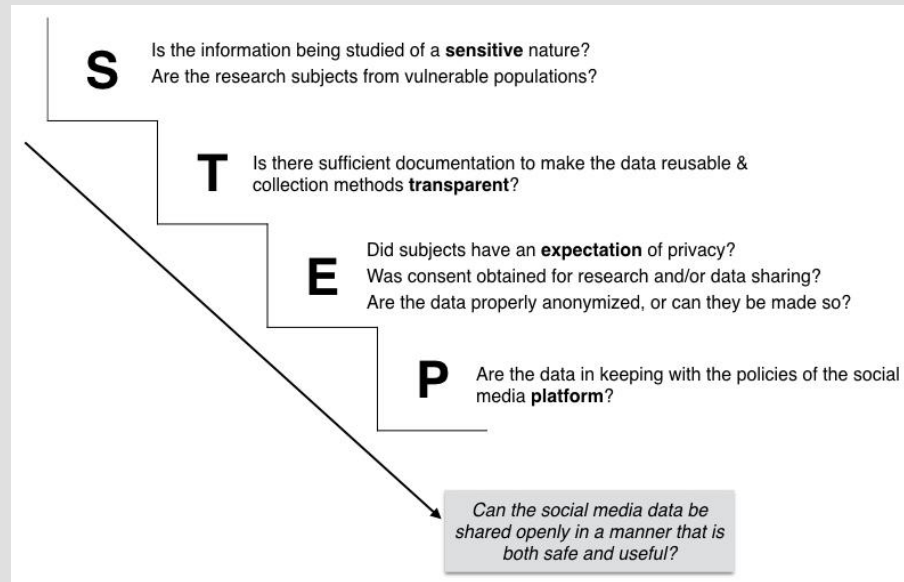 S
Is the information being studied of a sensitive nature?
Are the research subjects from vulnerable populations?
T
Is there sufficient documentation to make the data reusable &
collection methods transparent?
E
Did subjects have an expectation of privacy?
Was consent obtained for research and/or data sharing?
Are the data properly anonymized, or can they be made so?
P
Are the data in keeping with the policies of the social
media platform?
Can the social media data be
shared openly in a manner that is
both safe and useful?